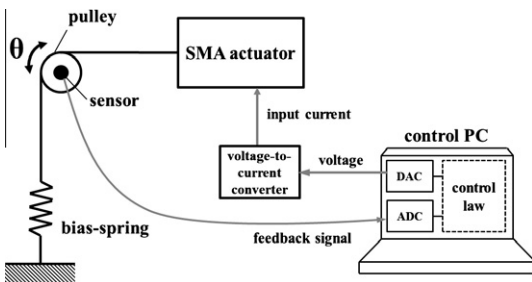 pulley
θ
SMA actuator
sensor
input current
control PC
voltage-to-
current
converter
voltage
DAC
control
law
ADC
bias-spring
feedback signal